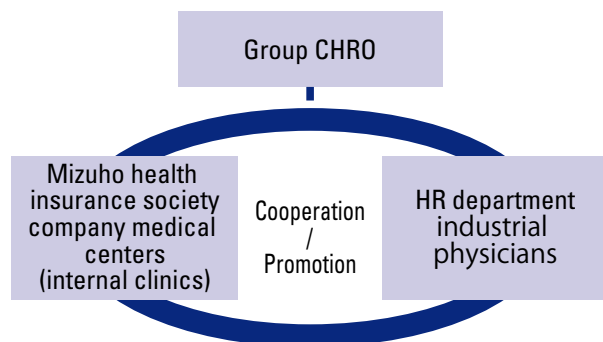 Group CHRO
Mizuho health
insurance society
company medical
centers
(internal clinics)
Cooperation
/
Promotion
HR department
industrial
physicians